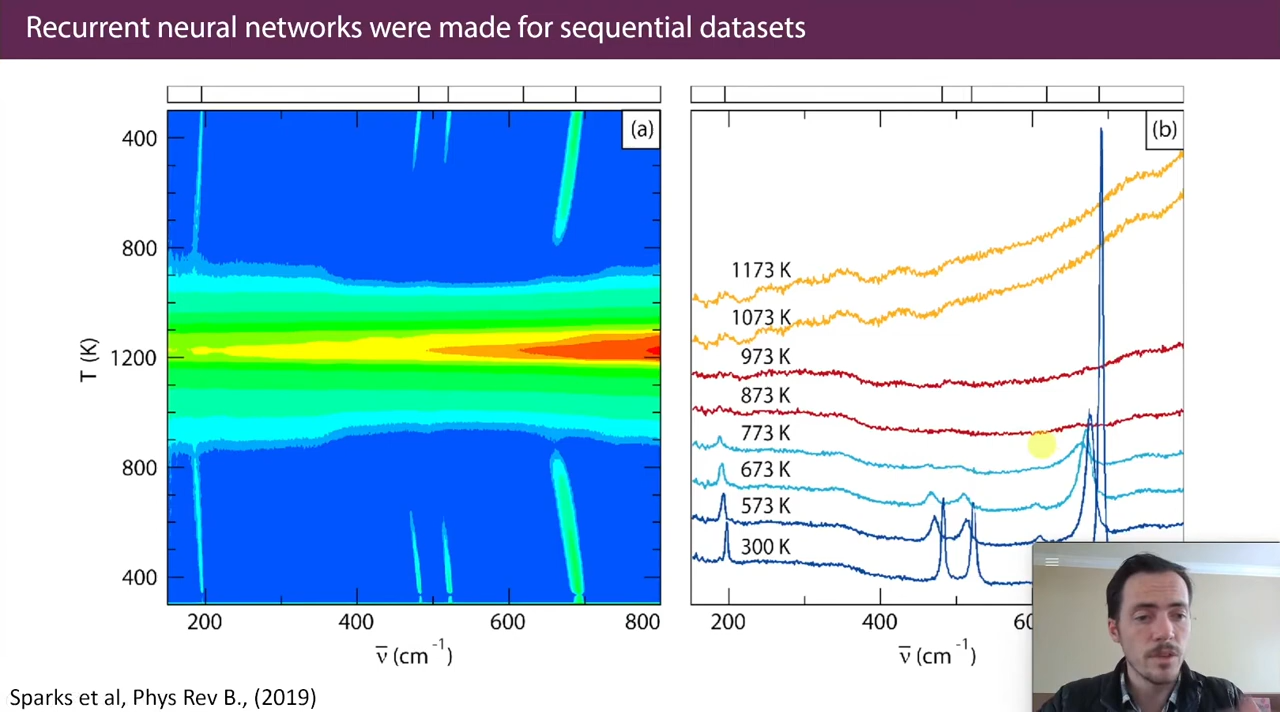 Recurrent neural networks were made for sequential datasets
(a)
400
800
1200
800
400
T (K)
200
400
600
800
ν̅ (cm⁻¹)
(b)
1173 K
1073 K
973 K
873 K
773 K
673 K
573 K
300 K
200
400
ν̅ (cm⁻¹)
Sparks et al, Phys Rev B., (2019)